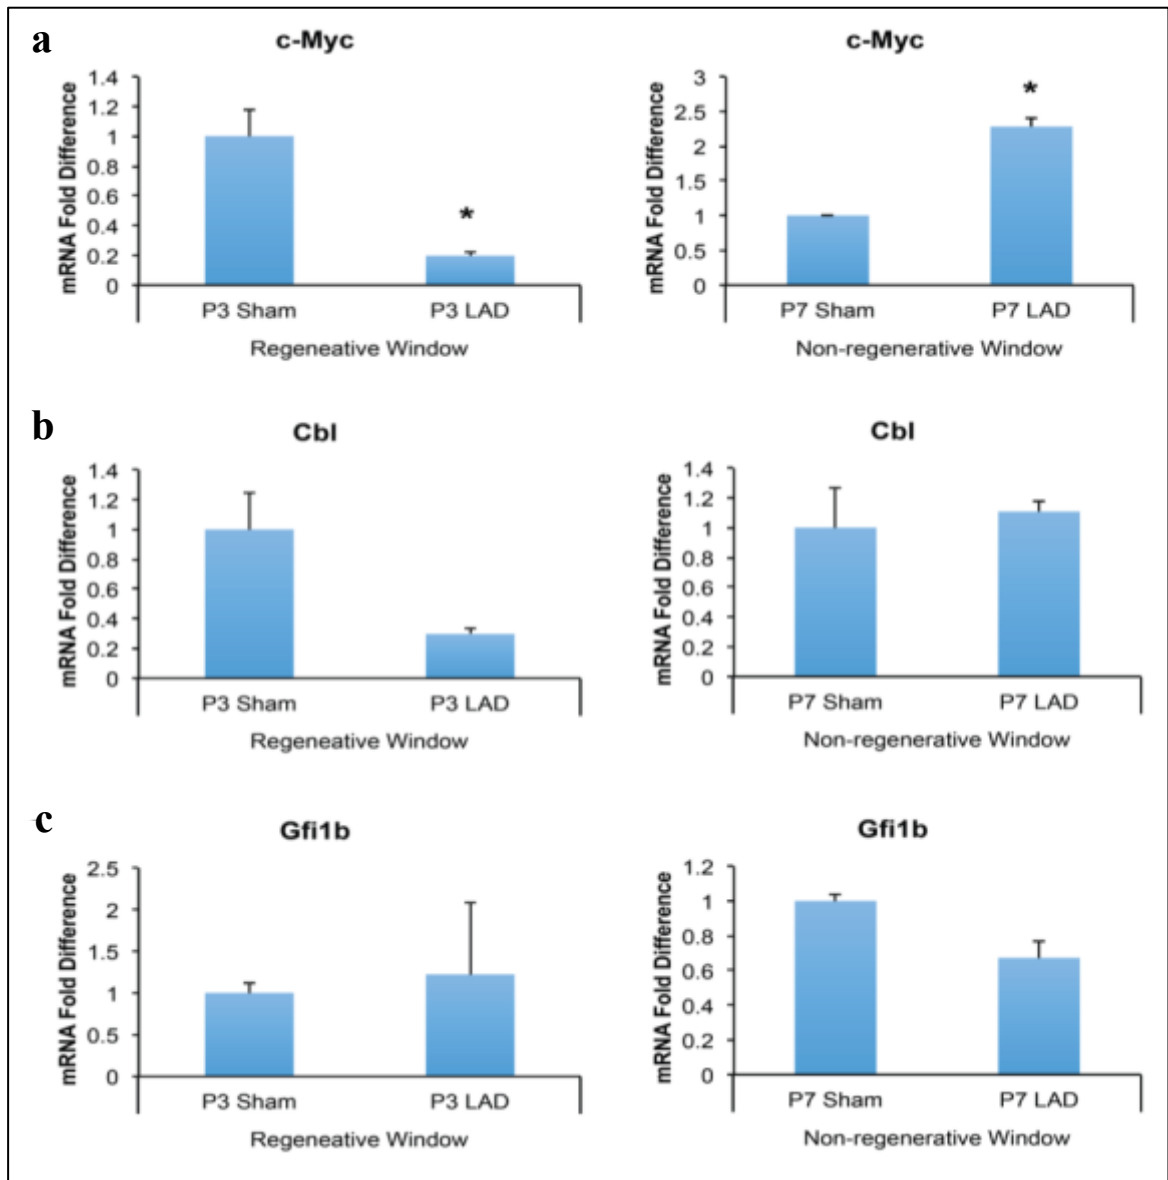 a
c-Myc
mRNA Fold Difference
1.4
1.2
1
0.8
0.6
0.4
0.2
0
*
P3 Sham P3 LAD
Regeneative Window
c-Myc
mRNA Fold Difference
3
2.5
2
1.5
1
0.5
0
*
P7 Sham P7 LAD
Non-regenerative Window
b
Cbl
mRNA Fold Difference
1.4
1.2
1
0.8
0.6
0.4
0.2
0
P3 Sham P3 LAD
Regeneative Window
Cbl
mRNA Fold Difference
1.4
1.2
1
0.8
0.6
0.4
0.2
0
P7 Sham P7 LAD
Non-regenerative Window
c
Gfi1b
mRNA Fold Difference
2.5
2
1.5
1
0.5
0
P3 Sham P3 LAD
Regeneative Window
Gfi1b
mRNA Fold Difference
1.2
1
0.8
0.6
0.4
0.2
0
P7 Sham P7 LAD
Non-regenerative Window